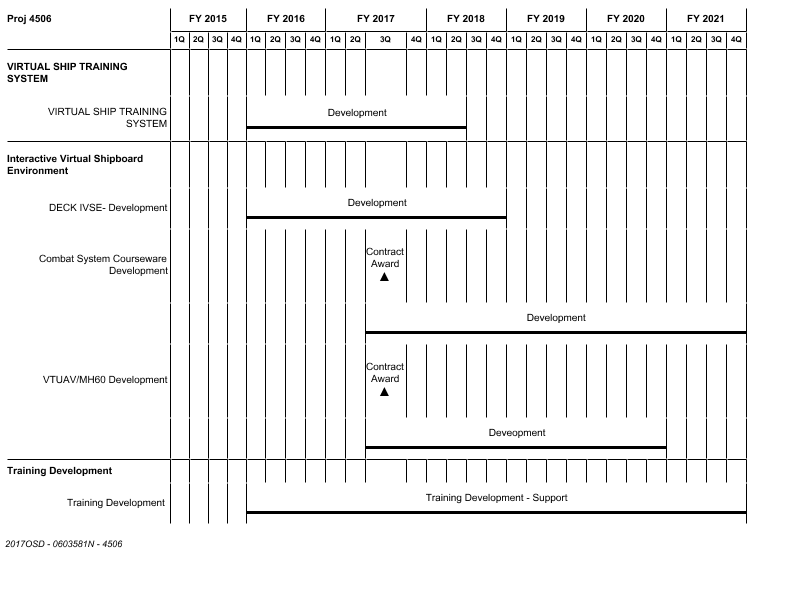 Proj 4506 FY 2015 FY 2016 FY 2017 FY 2018 FY 2019 FY 2020 FY 2021
1Q 2Q 3Q 4Q 1Q 2Q 3Q 4Q 1Q 2Q 3Q 4Q 1Q 2Q 3Q 4Q 1Q 2Q 3Q 4Q 1Q 2Q 3Q 4Q 1Q 2Q 3Q 4Q
VIRTUAL SHIP TRAINING
SYSTEM
VIRTUAL SHIP TRAINING
SYSTEM
Development
Interactive Virtual Shipboard
Environment
DECK IVSE- Development
Development
Combat System Courseware
Development
Contract
Award
Development
VTUAV/MH60 Development
Contract
Award
Deveopment
Training Development
Training Development
Training Development - Support
2017OSD - 0603581N - 4506